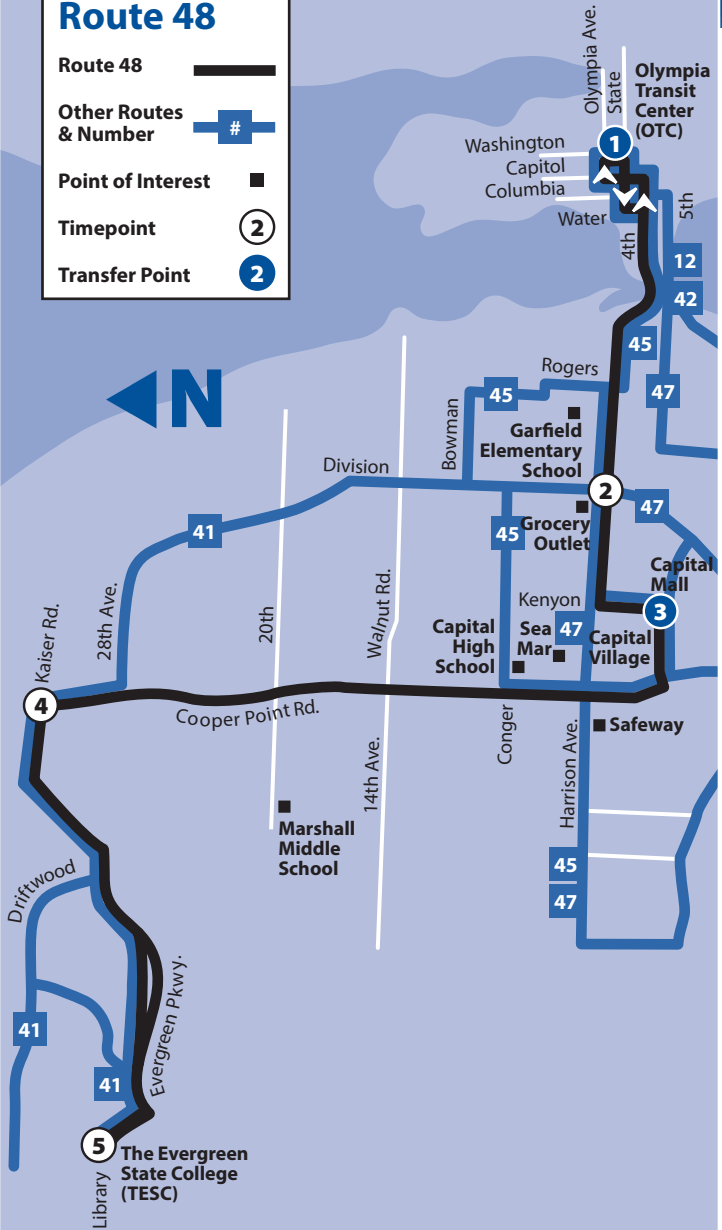 Route 48
Route 48
Other Routes
& Number
#
Point of Interest
Timepoint
2
Transfer Point
2
Olympia Ave.
State
Olympia
Transit
Center
(OTC)
1
Washington
Capitol
Columbia
Water
4th
5th
12
42
45
47
N
Rogers
45
Bowman
Garfield
Elementary
School
Division
2
47
41
45
Grocery
Outlet
Capital
Mall
3
Kenyon
47
Sea
Mar
Capital
Village
Capital
High
School
Kaiser Rd.
28th Ave.
20th
Walnut Rd.
4
Cooper Point Rd.
Conger
Safeway
Harrison Ave.
14th Ave.
Marshall
Middle
School
45
47
Driftwood
Evergreen Pkwy.
41
41
5
The Evergreen
State College
(TESC)
Library